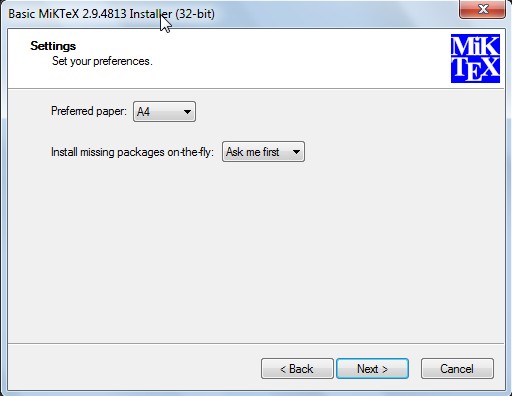 Basic MiKTeX 2.9.4813 Installer (32-bit)
Settings
Set your preferences.
MiK
TEX
Preferred paper: A4
Install missing packages on-the-fly: Ask me first
< Back Next > Cancel